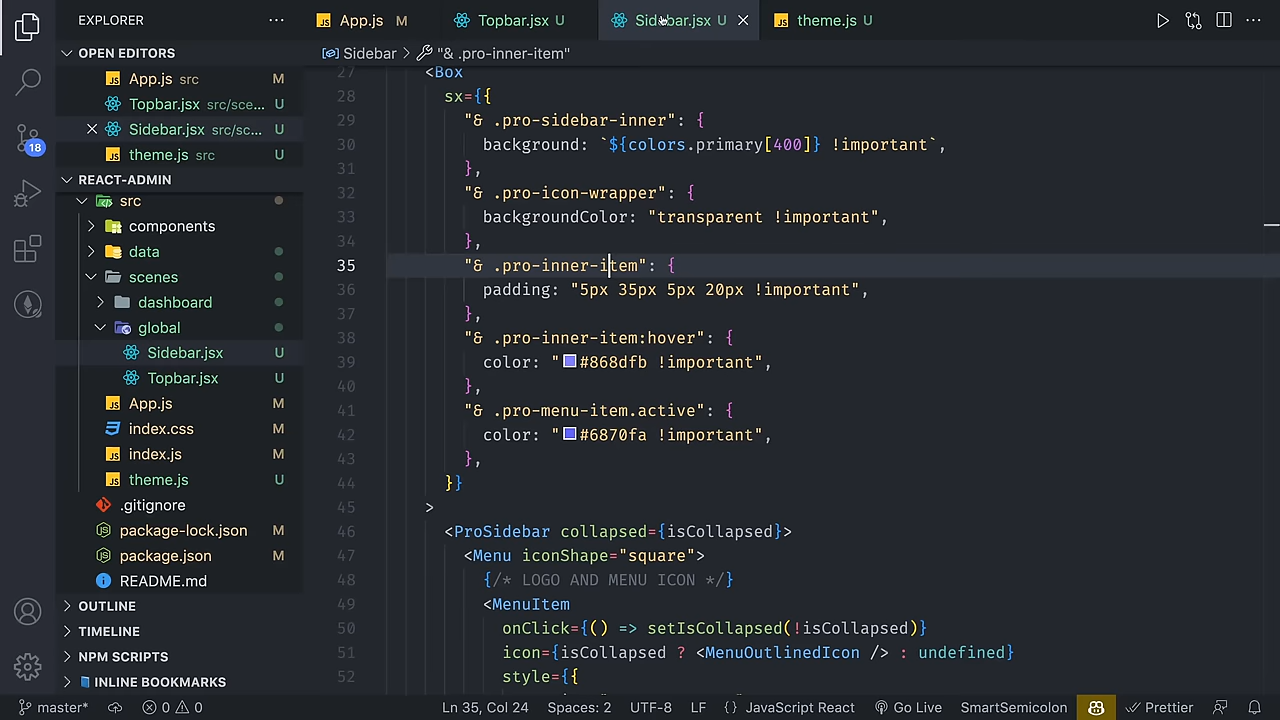 EXPLORER
OPEN EDITORS
App.js src M
Topbar.jsx src/sce... U
Sidebar.jsx src/sc... U
theme.js src U
REACT-ADMIN
src
components
data
scenes
dashboard
global
Sidebar.jsx U
Topbar.jsx U
App.js M
index.css M
index.js M
theme.js U
.gitignore
package-lock.json M
package.json M
README.md
OUTLINE
TIMELINE
NPM SCRIPTS
INLINE BOOKMARKS
18
App.js M
Topbar.jsx U
Sidebar.jsx U
theme.js U
Sidebar > "& .pro-inner-item"
27 <Box
28 sx={{
29 "& .pro-sidebar-inner": {
30 background: `${colors.primary[400]} !important`,
31 },
32 "& .pro-icon-wrapper": {
33 backgroundColor: "transparent !important",
34 },
35 "& .pro-inner-item": {
36 padding: "5px 35px 5px 20px !important",
37 },
38 "& .pro-inner-item:hover": {
39 color: "#868dfb !important",
40 },
41 "& .pro-menu-item.active": {
42 color: "#6870fa !important",
43 },
44 }}
45 >
46 <ProSidebar collapsed={isCollapsed}>
47 <Menu iconShape="square">
48 {/* LOGO AND MENU ICON */}
49 <MenuItem
50 onClick={() => setIsCollapsed(!isCollapsed)}
51 icon={isCollapsed ? <MenuOutlinedIcon /> : undefined}
52 style={{
master* 0 0 Ln 35, Col 24 Spaces: 2 UTF-8 LF {} JavaScript React Go Live SmartSemicolon Prettier